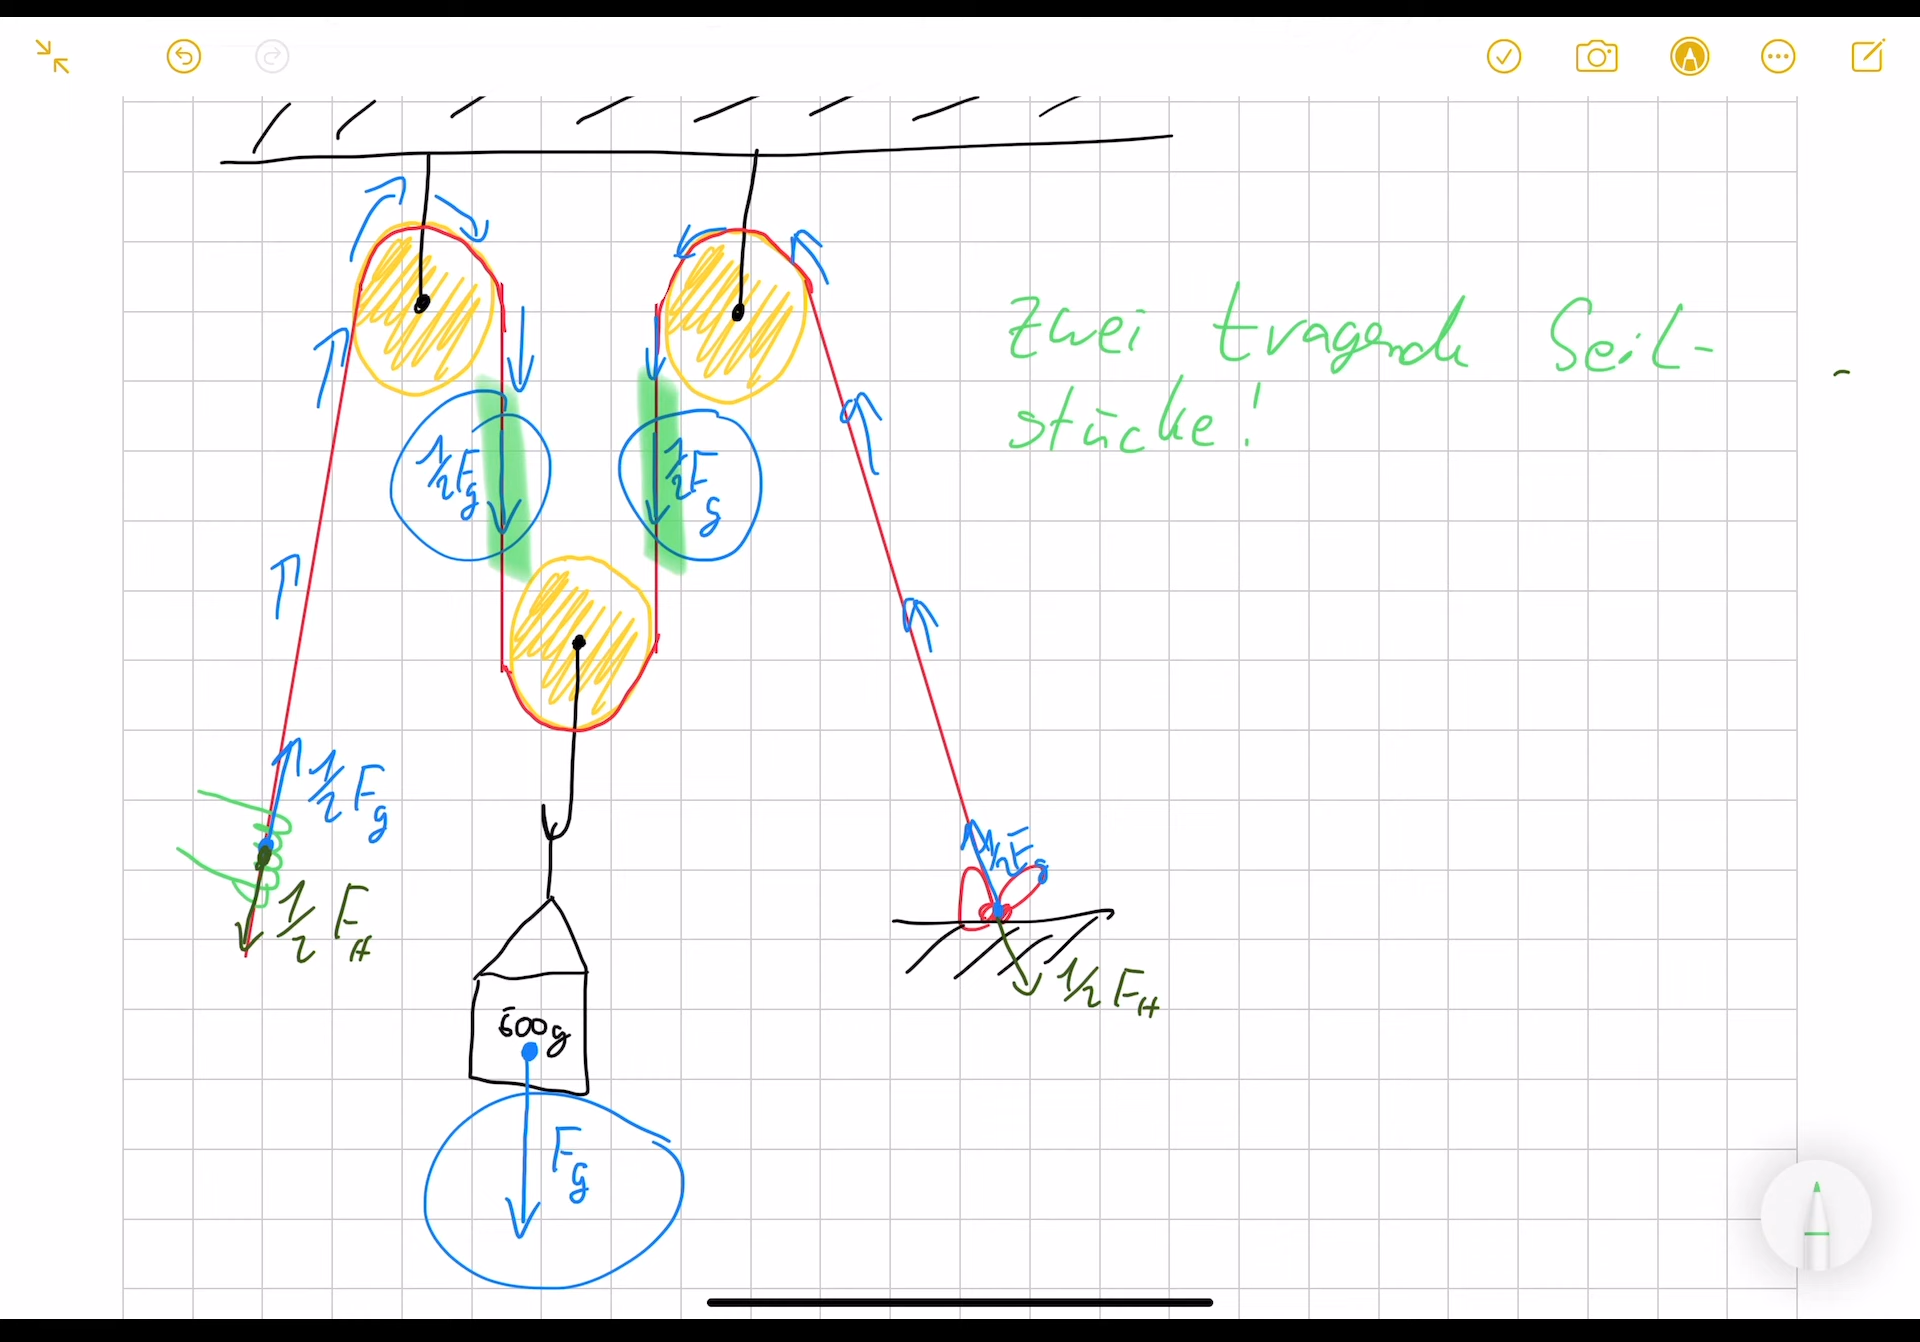 Zwei tragende Seil-
stücke!
1/2 Fg
1/2 Fg
1/2 Fg
1/2 FH
1/2 Fg
1/2 FH
600g
Fg